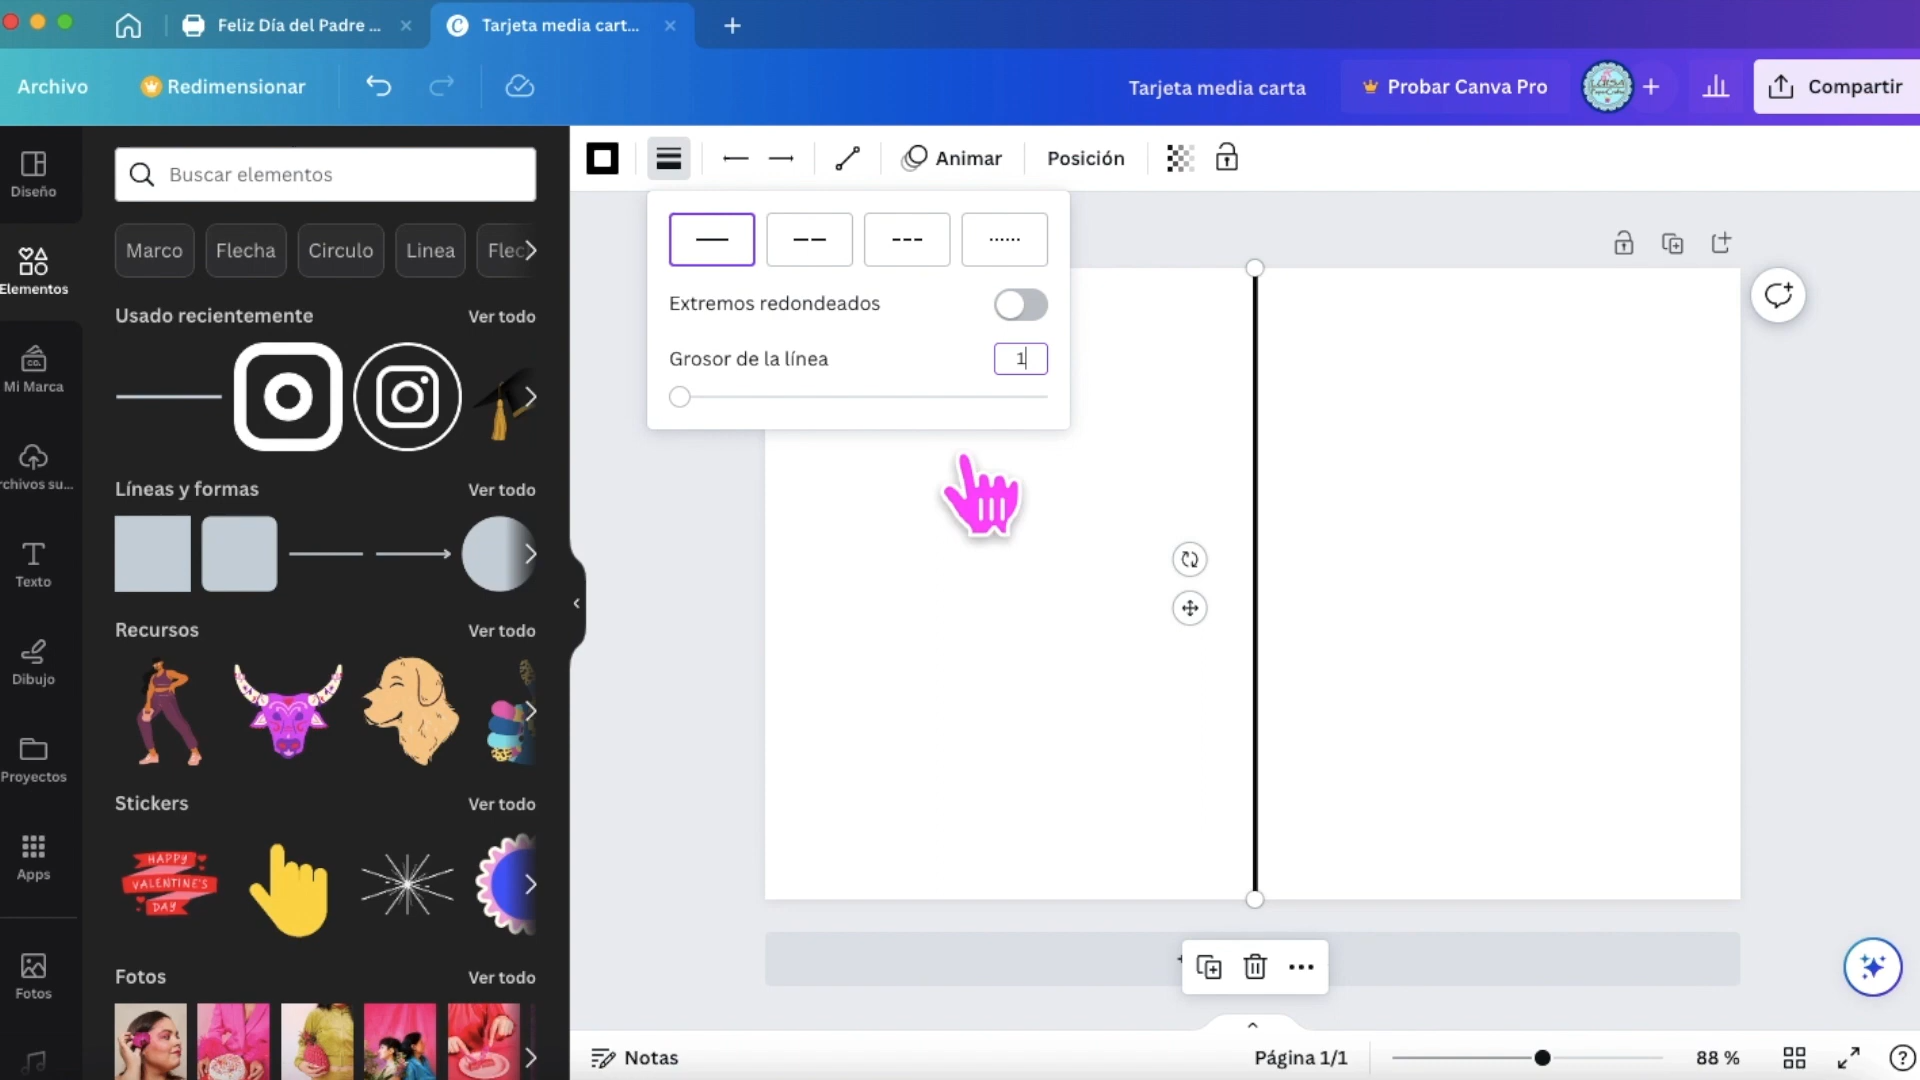 Feliz Día del Padre ...
Tarjeta media cart...
Archivo
Redimensionar
Tarjeta media carta
Probar Canva Pro
Compartir
Diseño
Elementos
Mi Marca
rchivos su...
Texto
Dibujo
Proyectos
Apps
Fotos
Buscar elementos
Marco
Flecha
Circulo
Linea
Flec
Usado recientemente
Ver todo
Líneas y formas
Ver todo
Recursos
Ver todo
Stickers
Ver todo
HAPPY
VALENTINE'S
DAY
Fotos
Ver todo
Animar
Posición
Extremos redondeados
Grosor de la línea
1
Notas
Página 1/1
88 %